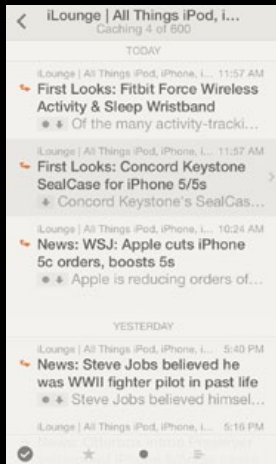 iLounge | All Things iPod, i...
Caching 4 of 600
TODAY
iLounge | All Things iPod, iPhone, i... 11:57 AM
First Looks: Fitbit Force Wireless
Activity & Sleep Wristband
Of the many activity-tracki...
iLounge | All Things iPod, iPhone, i... 11:57 AM
First Looks: Concord Keystone
SealCase for iPhone 5/5s
Concord Keystone's SealCas...
iLounge | All Things iPod, iPhone, i... 10:24 AM
News: WSJ: Apple cuts iPhone
5c orders, boosts 5s
Apple is reducing orders of...
YESTERDAY
iLounge | All Things iPod, iPhone, i... 5:40 PM
News: Steve Jobs believed he
was WWII fighter pilot in past life
Steve Jobs believed himsel...
iLounge | All Things iPod, iPhone, i... 5:16 PM